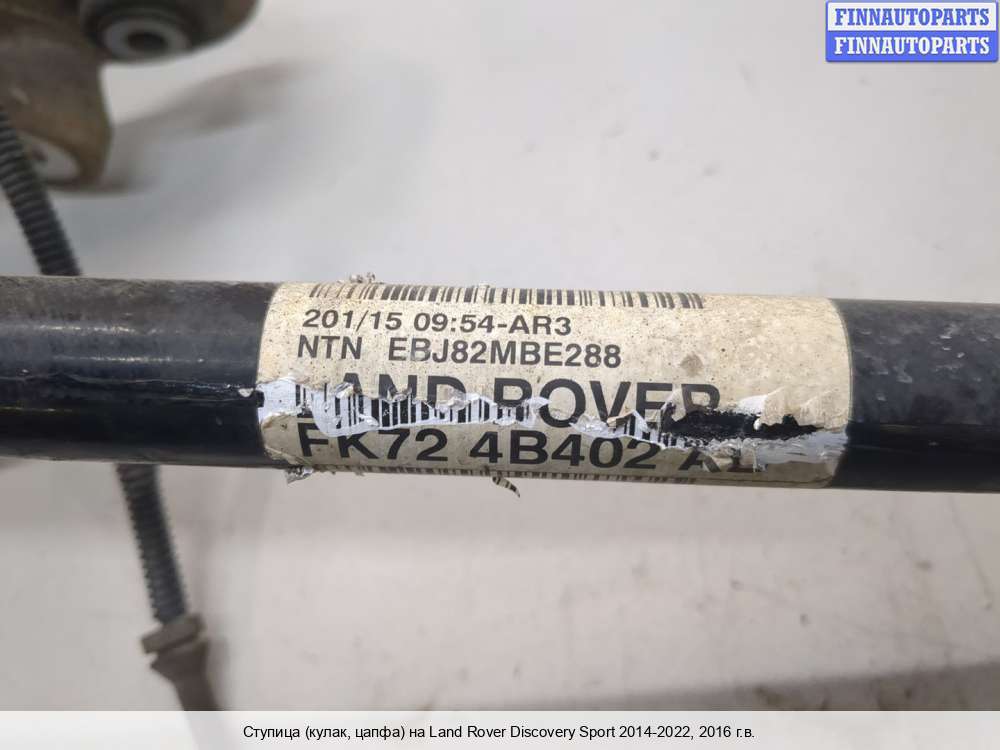 FINNAUTOPARTS
FINNAUTOPARTS
201/15 09:54-AR3
NTN EBJ82MBE288
LAND ROVER
FK72 4B402
Ступица (кулак, цапфа) на Land Rover Discovery Sport 2014-2022, 2016 г.в.